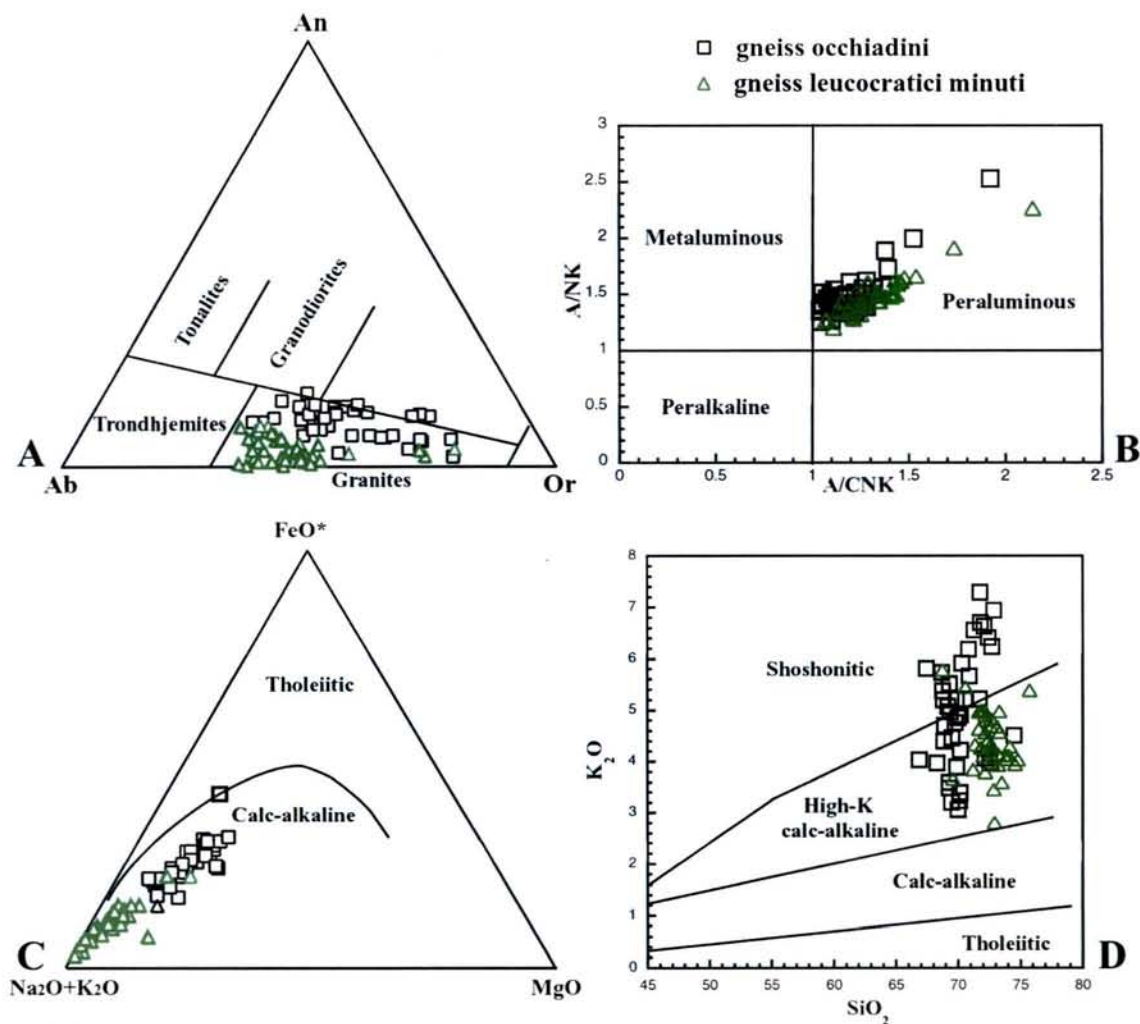 An
Tonalites
Granodiorites
Trondhjemites
A
Ab
Granites
Or
gneiss occhiadini
gneiss leucocratici minuti
3
2.5
2
1.5
1
0.5
0
A/NK
Metaluminous
Peraluminous
Peralkaline
0
0.5
1
1.5
2
2.5
A/CNK
B
FeO*
Tholeiitic
Calc-alkaline
C
Na₂O+K₂O
MgO
8
7
6
5
4
3
2
1
0
K₂O
Shoshonitic
High-K
calc-alkaline
Calc-alkaline
Tholeiitic
D
45
50
55
60
65
70
75
80
SiO₂